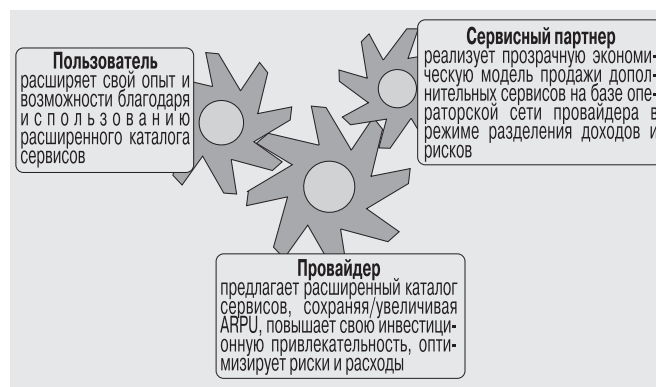 Пользователь
расширяет свой опыт и
возможности благодаря
использованию
расширенного каталога
сервисов
Сервисный партнер
реализует прозрачную экономи-
ческую модель продажи допол-
нительных сервисов на базе опе-
раторской сети провайдера в
режиме разделения доходов и
рисков
Провайдер
предлагает расширенный каталог
сервисов, сохраняя/увеличивая
ARPU, повышает свою инвестици-
онную привлекательность, опти-
мизирует риски и расходы